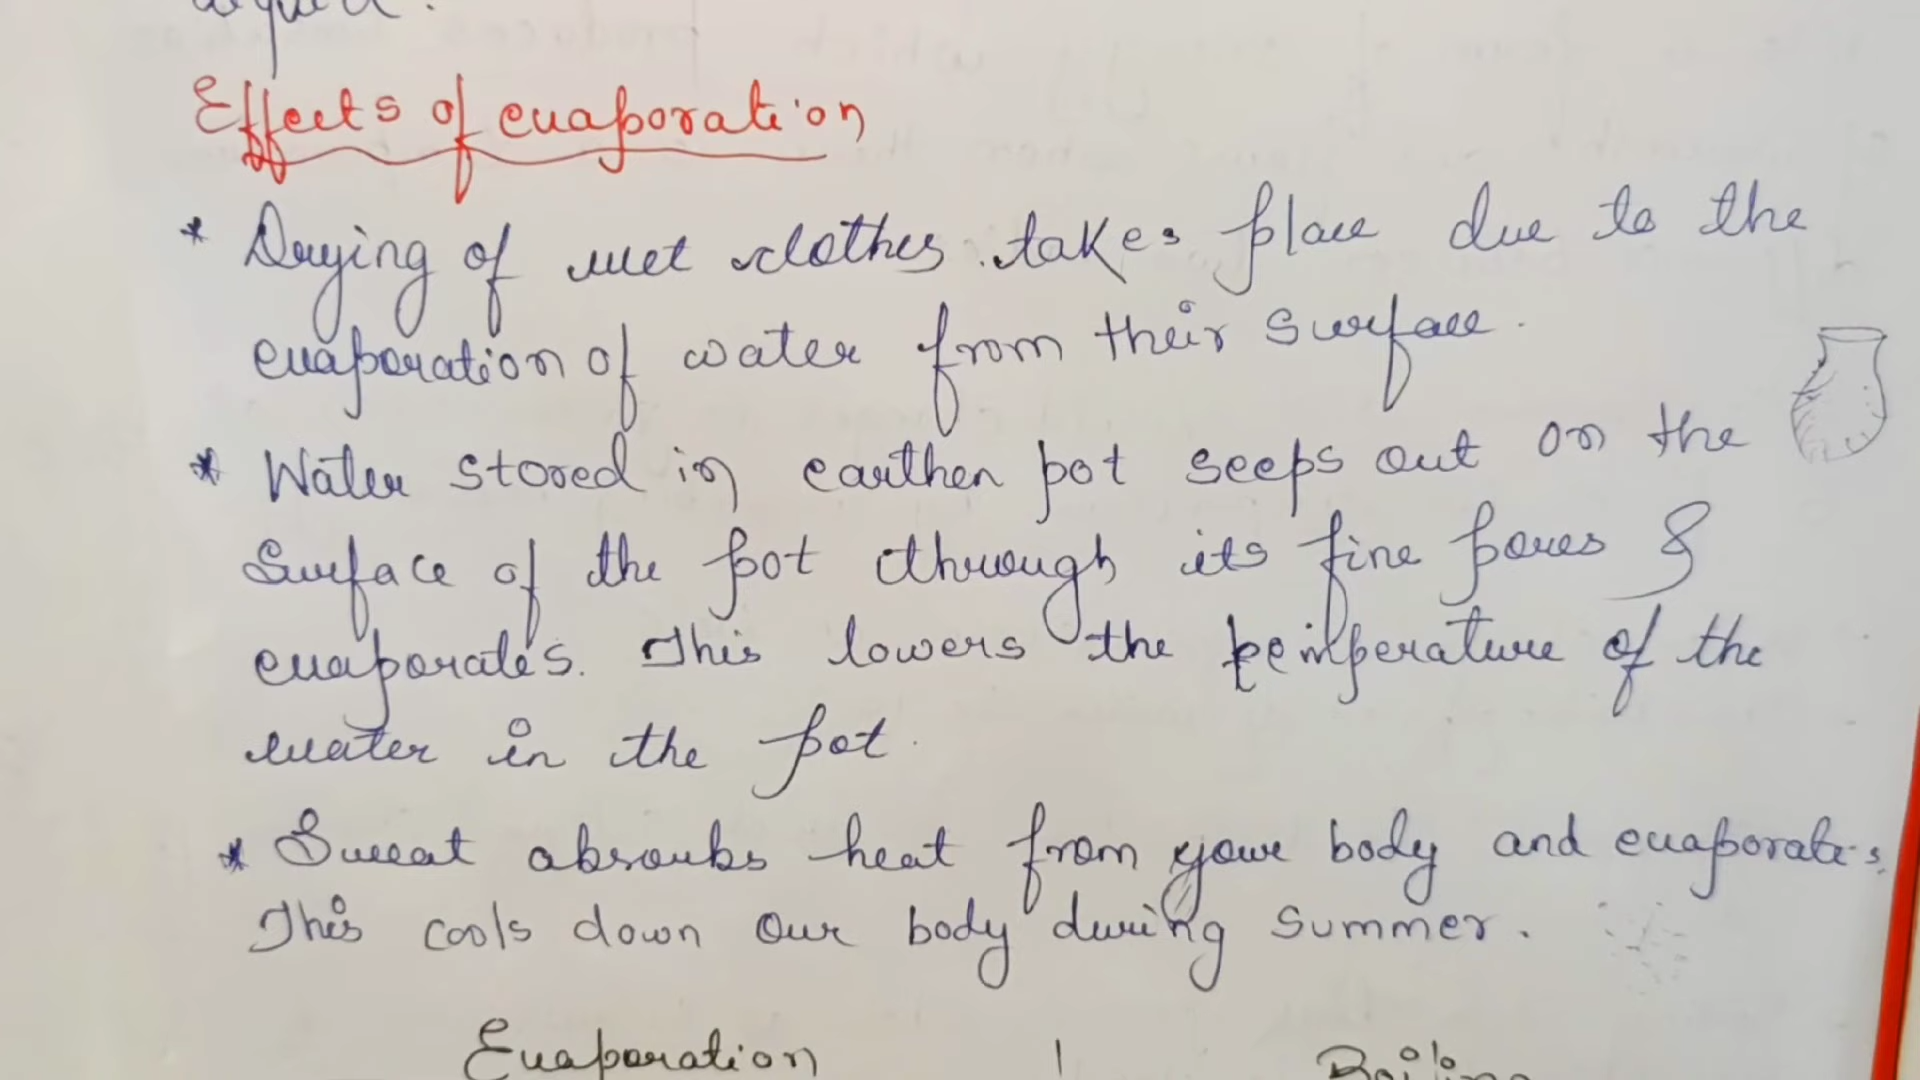 Effects of evaporation
* Drying of wet clothes takes place due to the
evaporation of water from their surface.
* Water stored in earthen pot seeps out on the
Surface of the pot through its fine pores &
evaporates. This lowers the temperature of the
water in the pot.
* Sweat absorbs heat from your body and evaporates.
This cools down our body during summer.
Evaporation | Boiling